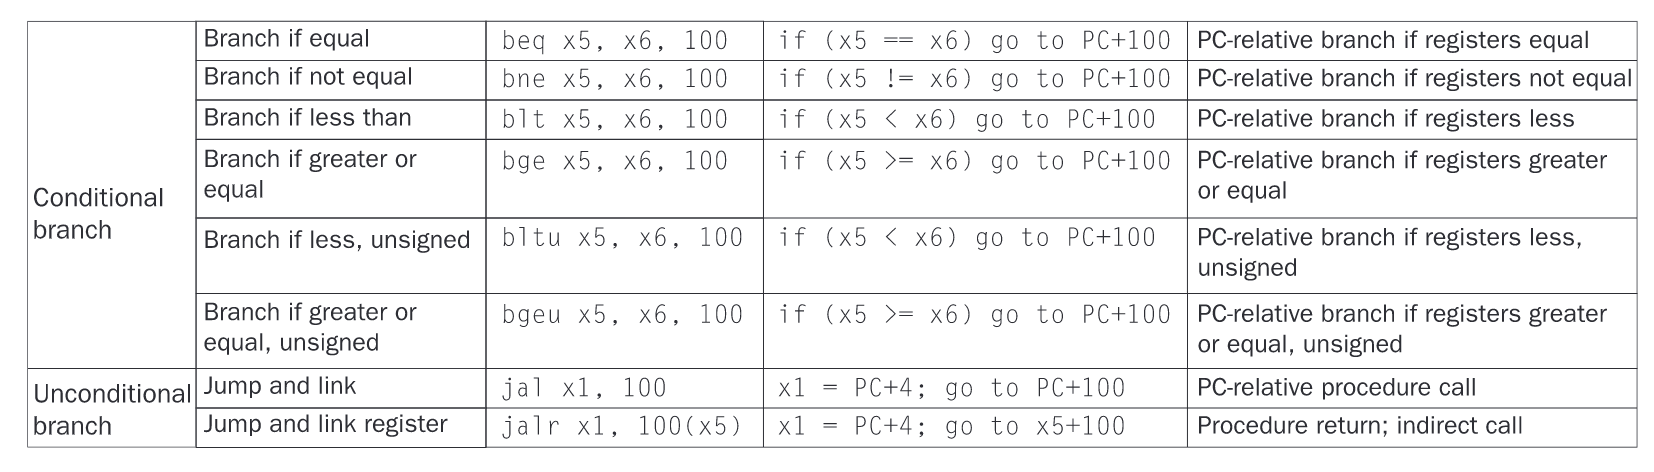 Conditional
branch
Branch if equal
beq x5, x6, 100
if (x5 == x6) go to PC+100
PC-relative branch if registers equal
Branch if not equal
bne x5, x6, 100
if (x5 != x6) go to PC+100
PC-relative branch if registers not equal
Branch if less than
blt x5, x6, 100
if (x5 < x6) go to PC+100
PC-relative branch if registers less
Branch if greater or
equal
bge x5, x6, 100
if (x5 >= x6) go to PC+100
PC-relative branch if registers greater
or equal
Branch if less, unsigned
bltu x5, x6, 100
if (x5 < x6) go to PC+100
PC-relative branch if registers less,
unsigned
Branch if greater or
equal, unsigned
bgeu x5, x6, 100
if (x5 >= x6) go to PC+100
PC-relative branch if registers greater
or equal, unsigned
Unconditional
branch
Jump and link
jal x1, 100
x1 = PC+4; go to PC+100
PC-relative procedure call
Jump and link register
jalr x1, 100(x5)
x1 = PC+4; go to x5+100
Procedure return; indirect call